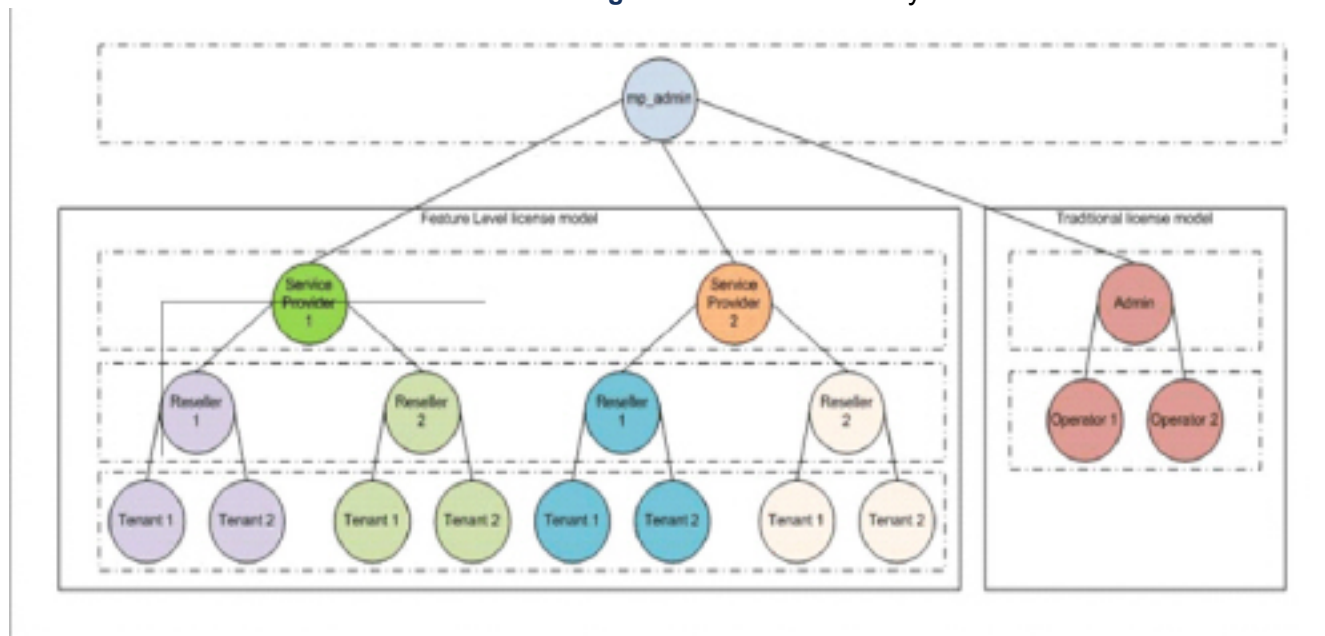 mp_admin
Feature Level license model
Traditional license model
Service
Provider
1
Service
Provider
2
Admin
Reseller
1
Reseller
2
Reseller
1
Reseller
2
Operator 1
Operator 2
Tenant 1
Tenant 2
Tenant 1
Tenant 2
Tenant 1
Tenant 2
Tenant 1
Tenant 2